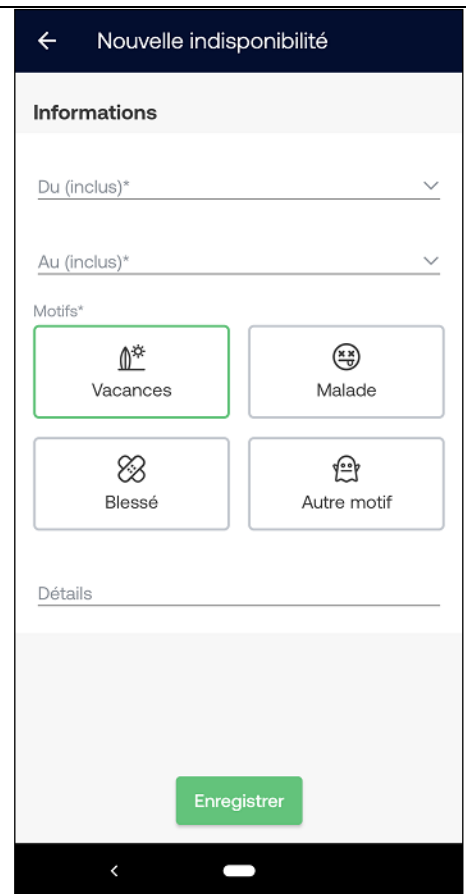 Nouvelle indisponibilité
Informations
Du (inclus)*
Au (inclus)*
Motifs*
Vacances
Malade
Blessé
Autre motif
Détails
Enregistrer